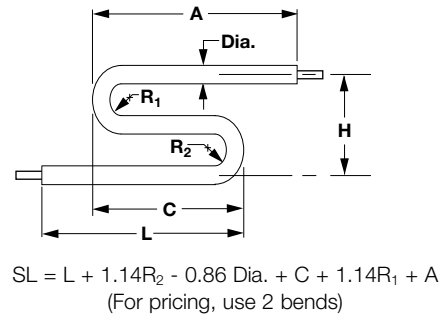 A
Dia.
R₁
H
R₂
C
L
SL = L + 1.14R₂ - 0.86 Dia. + C + 1.14R₁ + A
(For pricing, use 2 bends)